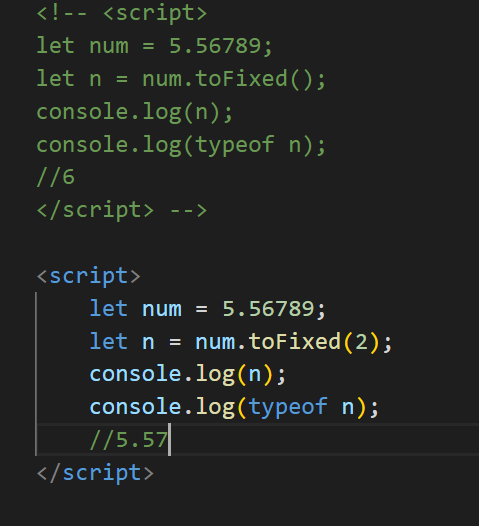 <!-- <script>
let num = 5.56789;
let n = num.toFixed();
console.log(n);
console.log(typeof n);
//6
</script> -->
<script>
let num = 5.56789;
let n = num.toFixed(2);
console.log(n);
console.log(typeof n);
//5.57
</script>